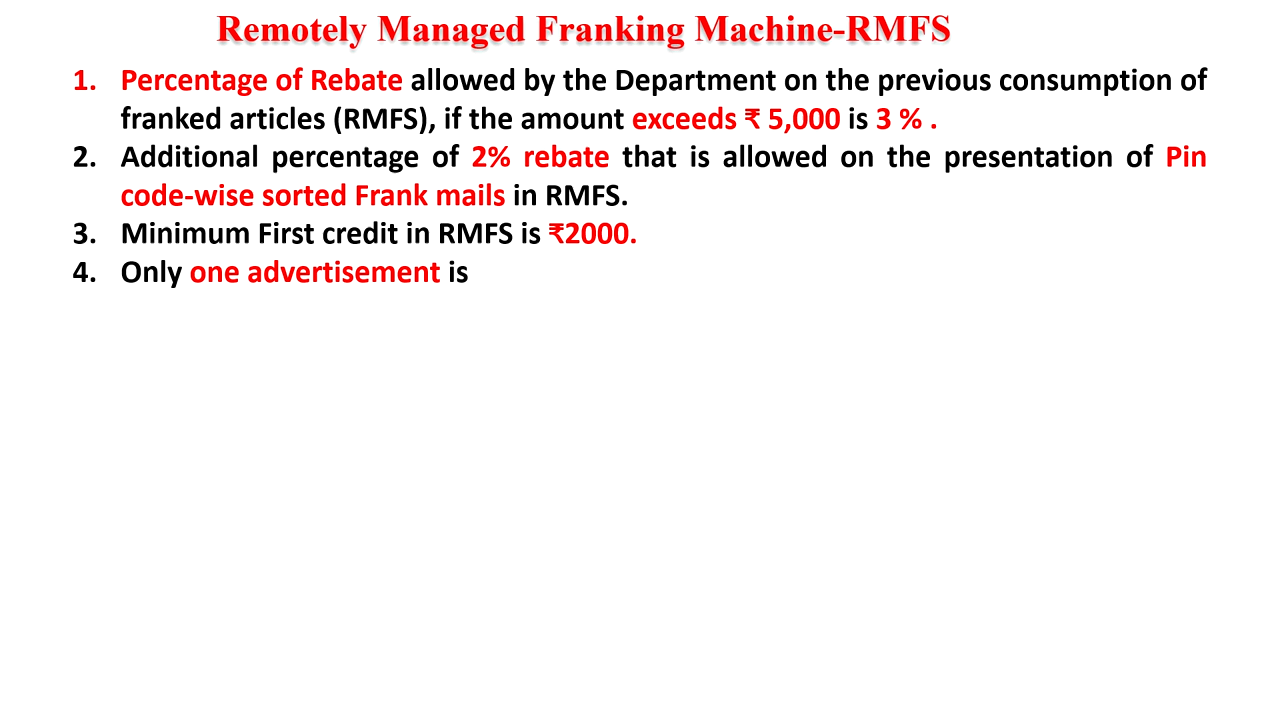 Remotely Managed Franking Machine-RMFS
1. Percentage of Rebate allowed by the Department on the previous consumption of
franked articles (RMFS), if the amount exceeds ₹ 5,000 is 3 % .
2. Additional percentage of 2% rebate that is allowed on the presentation of Pin
code-wise sorted Frank mails in RMFS.
3. Minimum First credit in RMFS is ₹2000.
4. Only one advertisement is